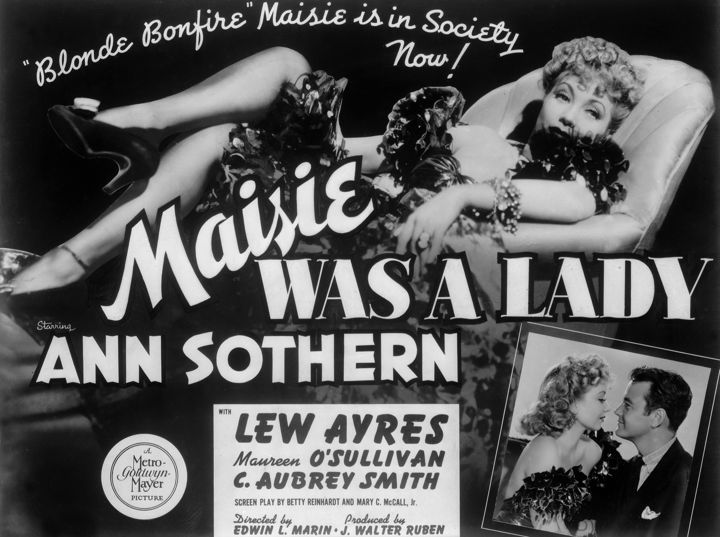 "Blonde Bonfire" Maisie is in Society
Now!
Maisie
WAS A LADY
Starring
ANN SOTHERN
WITH
LEW AYRES
Maureen O'SULLIVAN
C. AUBREY SMITH
SCREEN PLAY BY BETTY REINHARDT AND MARY C. McCALL, Jr.
Directed by Produced by
EDWIN L. MARIN • J. WALTER RUBEN
A
Metro-
Goldwyn-
Mayer
PICTURE